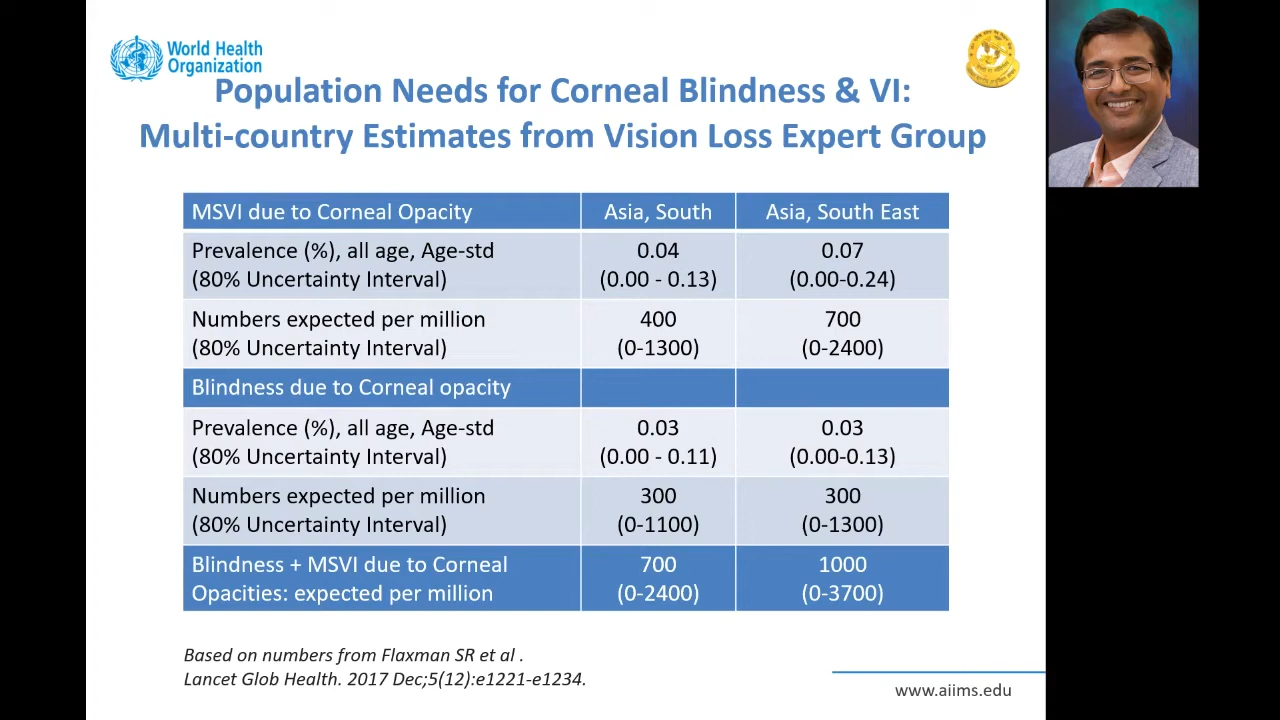 World Health
Organization
Population Needs for Corneal Blindness & VI:
Multi-country Estimates from Vision Loss Expert Group
MSVI due to Corneal Opacity Asia, South Asia, South East
Prevalence (%), all age, Age-std 0.04 0.07
(80% Uncertainty Interval) (0.00 - 0.13) (0.00-0.24)
Numbers expected per million 400 700
(80% Uncertainty Interval) (0-1300) (0-2400)
Blindness due to Corneal opacity
Prevalence (%), all age, Age-std 0.03 0.03
(80% Uncertainty Interval) (0.00 - 0.11) (0.00-0.13)
Numbers expected per million 300 300
(80% Uncertainty Interval) (0-1100) (0-1300)
Blindness + MSVI due to Corneal 700 1000
Opacities: expected per million (0-2400) (0-3700)
Based on numbers from Flaxman SR et al .
Lancet Glob Health. 2017 Dec;5(12):e1221-e1234.
www.aiims.edu